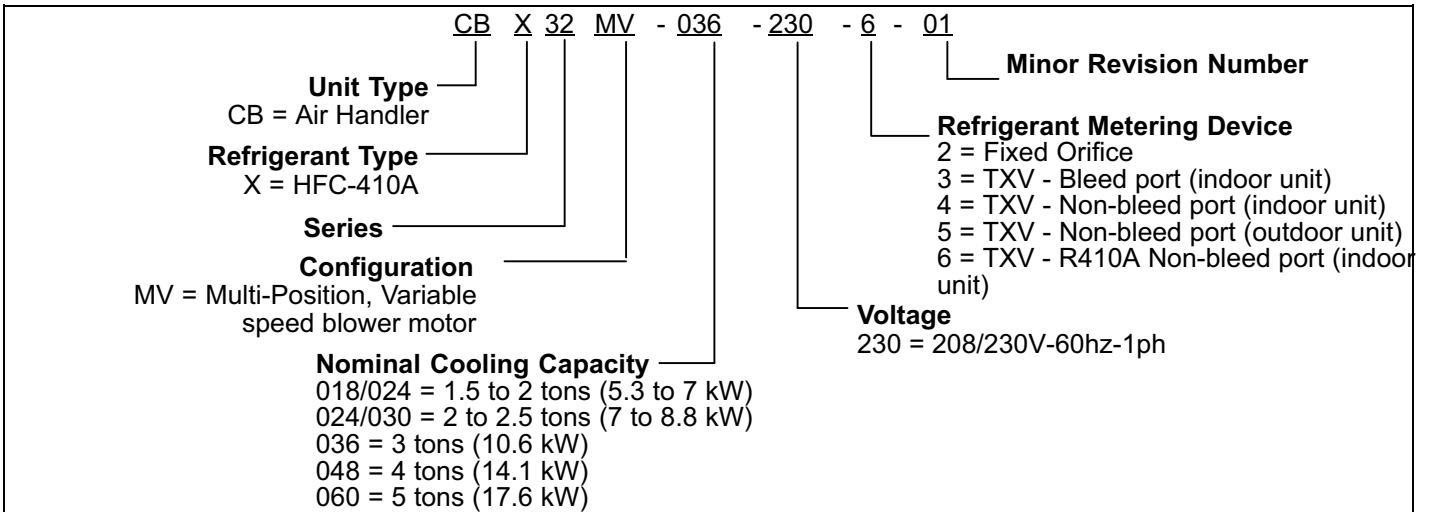 CB X 32 MV - 036 - 230 - 6 - 01
Unit Type
CB = Air Handler
Refrigerant Type
X = HFC-410A
Series
Configuration
MV = Multi-Position, Variable
speed blower motor
Nominal Cooling Capacity
018/024 = 1.5 to 2 tons (5.3 to 7 kW)
024/030 = 2 to 2.5 tons (7 to 8.8 kW)
036 = 3 tons (10.6 kW)
048 = 4 tons (14.1 kW)
060 = 5 tons (17.6 kW)
Minor Revision Number
Refrigerant Metering Device
2 = Fixed Orifice
3 = TXV - Bleed port (indoor unit)
4 = TXV - Non-bleed port (indoor unit)
5 = TXV - Non-bleed port (outdoor unit)
6 = TXV - R410A Non-bleed port (indoor
unit)
Voltage
230 = 208/230V-60hz-1ph